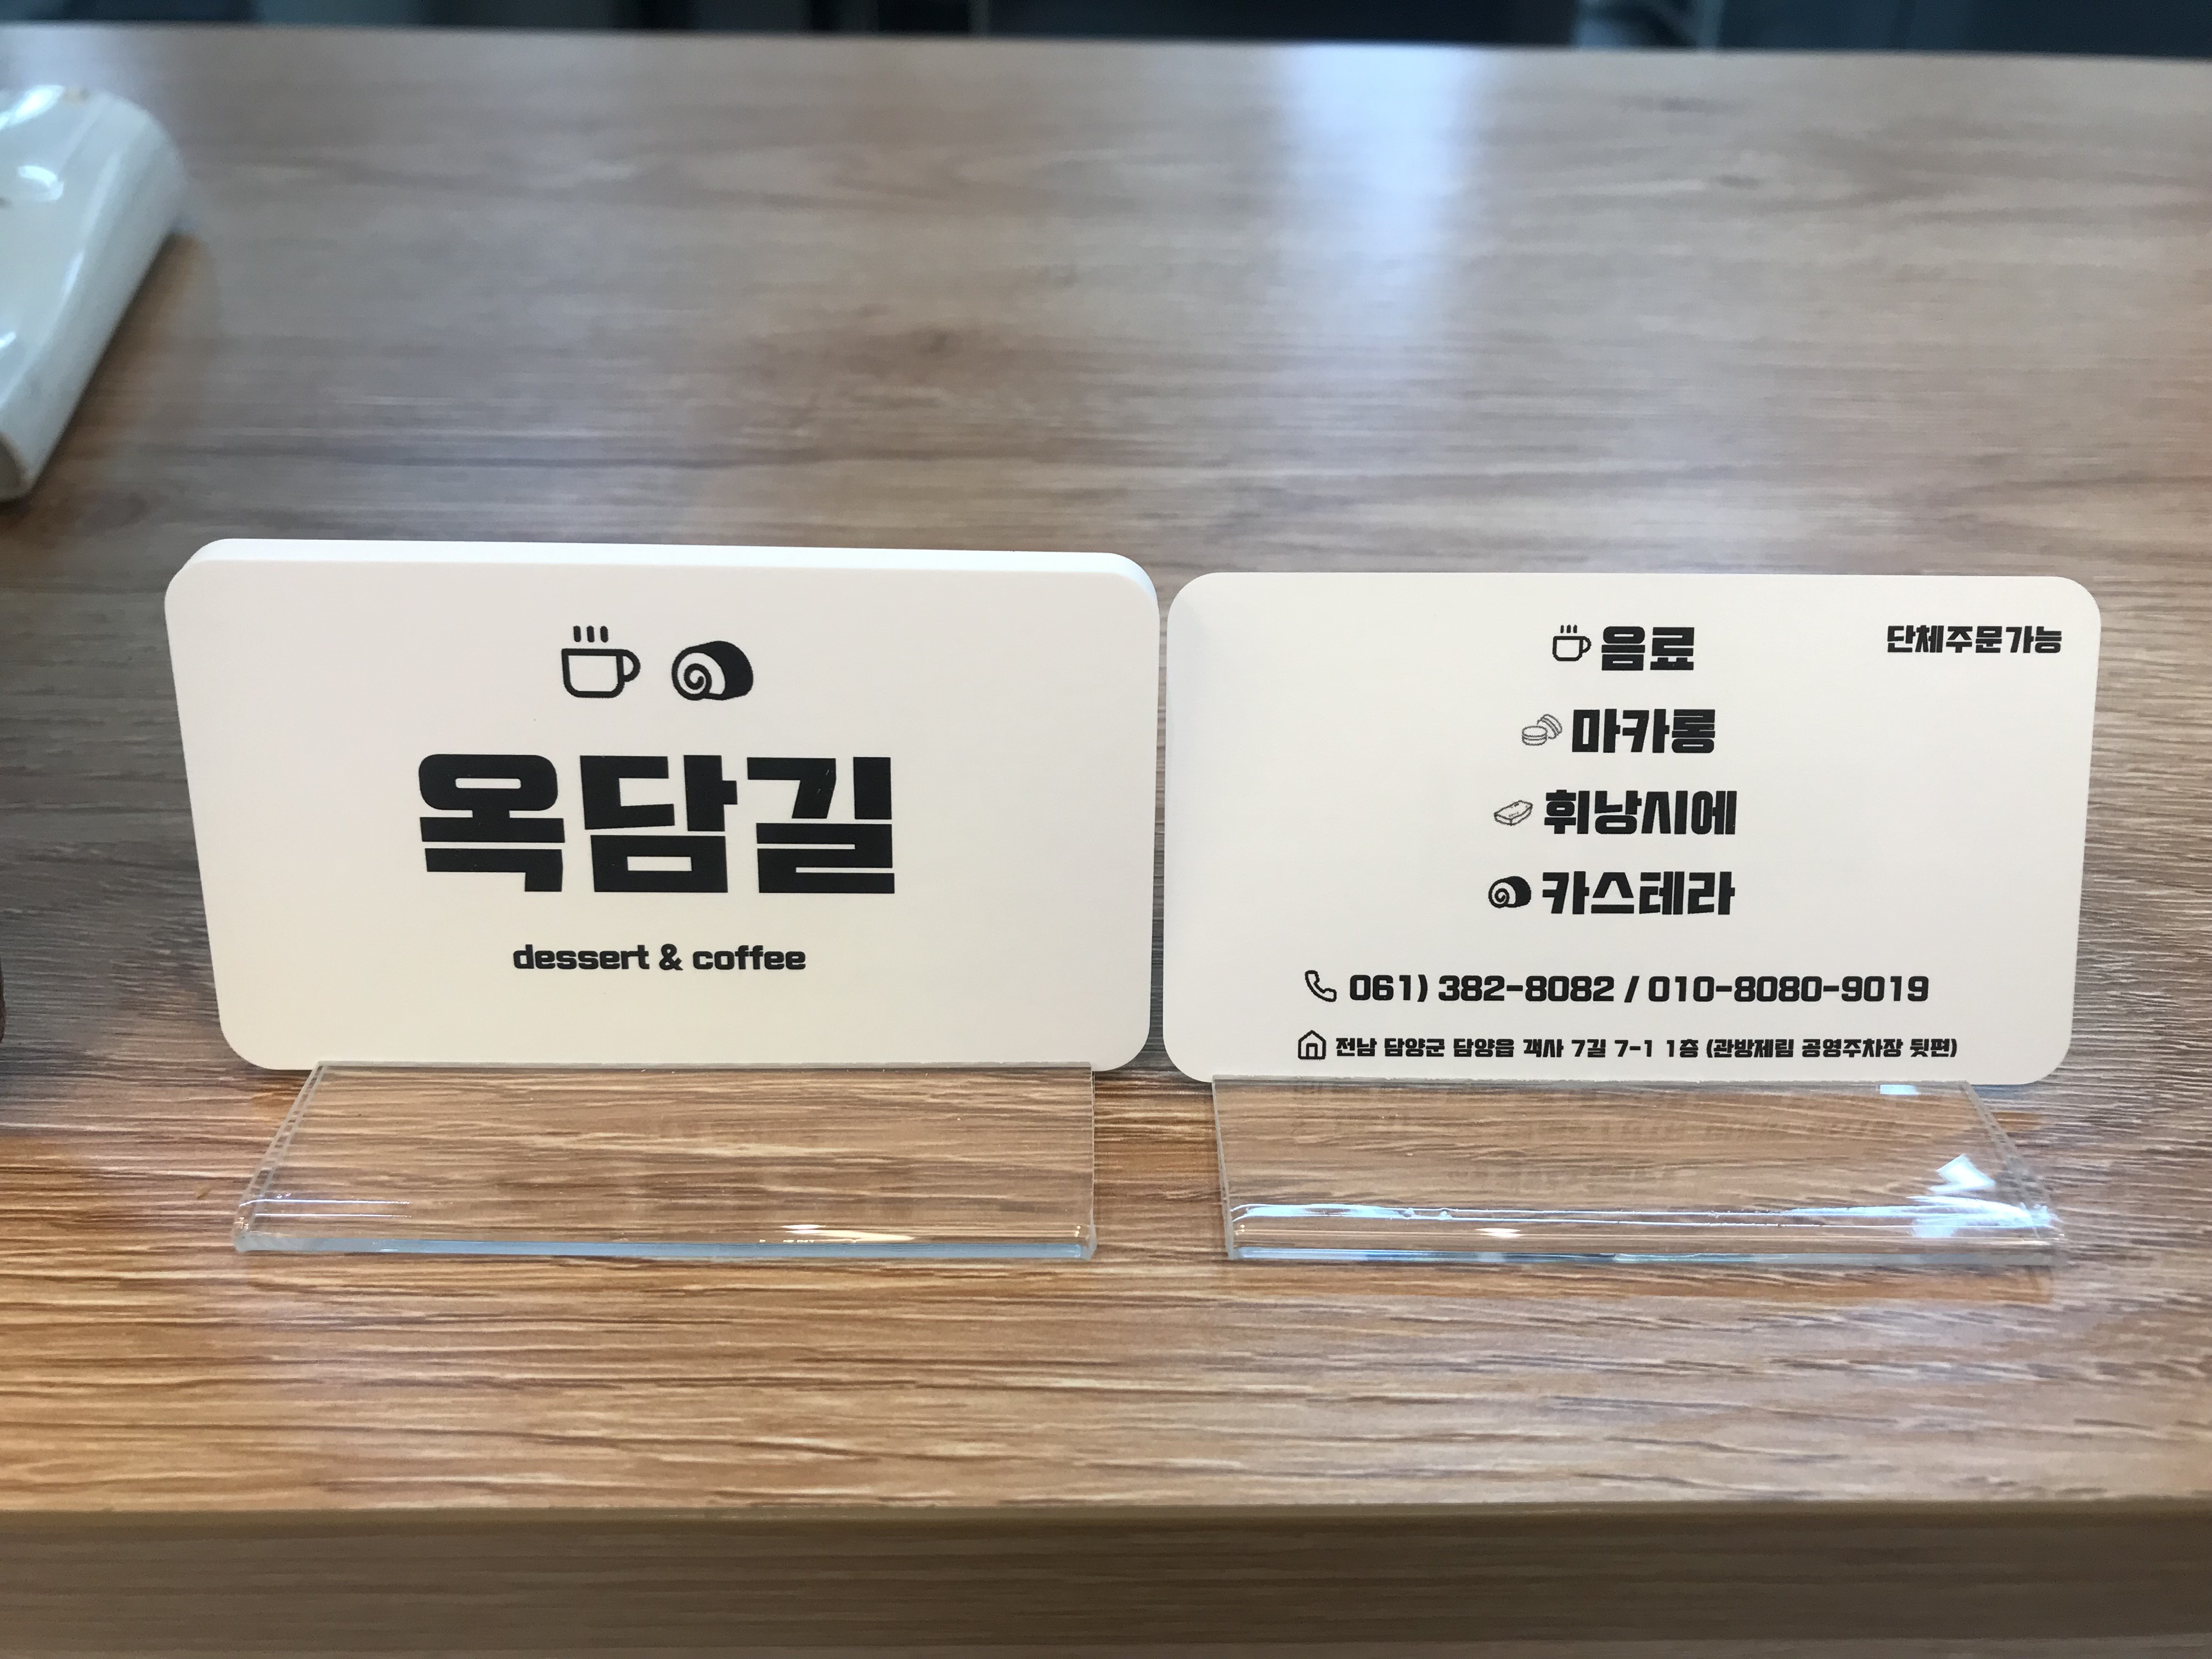 옥담길
dessert & coffee
음료
단체주문가능
마카롱
휘낭시에
카스테라
061) 382-8082 / 010-8080-9019
전남 담양군 담양읍 객사 7길 7-1 1층 (관방제림 공영주차장 뒷편)